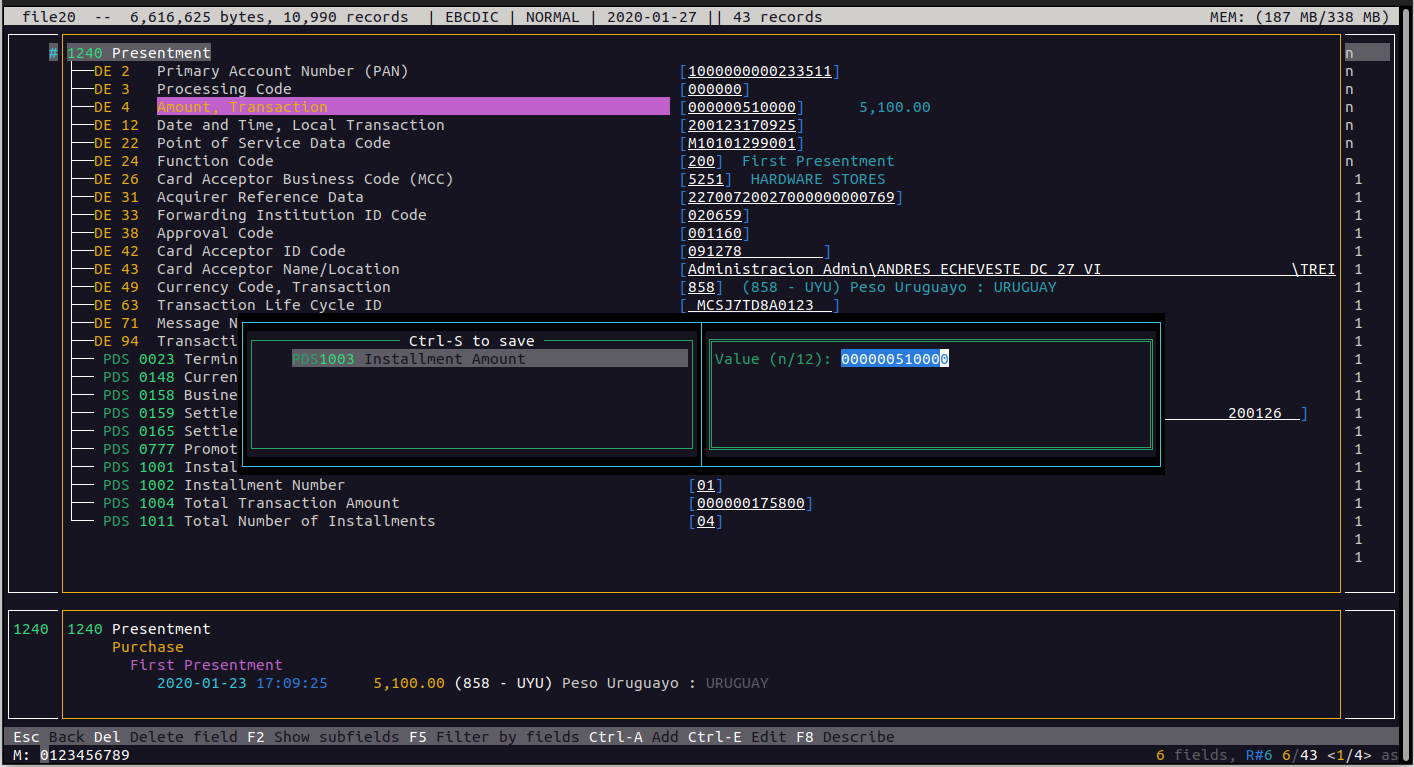 file20 -- 6,616,625 bytes, 10,990 records | EBCDIC | NORMAL | 2020-01-27 || 43 records MEM: (187 MB/338 MB)
# 1240 Presentment n
DE 2 Primary Account Number (PAN) [1000000000233511] n
DE 3 Processing Code [000000] n
DE 4 Amount, Transaction [000000510000] 5,100.00 n
DE 12 Date and Time, Local Transaction [200123170925] n
DE 22 Point of Service Data Code [M10101299001] n
DE 24 Function Code [200] First Presentment n
DE 26 Card Acceptor Business Code (MCC) [5251] HARDWARE STORES 1
DE 31 Acquirer Reference Data [22700720027000000000769] 1
DE 33 Forwarding Institution ID Code [020659] 1
DE 38 Approval Code [001160] 1
DE 42 Card Acceptor ID Code [091278 ] 1
DE 43 Card Acceptor Name/Location [Administracion Admin\ANDRES ECHEVESTE DC 27 VI \TREI 1
DE 49 Currency Code, Transaction [858] (858 - UYU) Peso Uruguayo : URUGUAY 1
DE 63 Transaction Life Cycle ID [ MCSJ7TD8A0123 ] 1
DE 71 Message N 1
DE 94 Transacti Ctrl-S to save 1
PDS 0023 Termin PDS1003 Installment Amount Value (n/12): 000000510000 1
PDS 0148 Curren 1
PDS 0158 Busine 1
PDS 0159 Settle 200126 ] 1
PDS 0165 Settle 1
PDS 0777 Promot 1
PDS 1001 Instal 1
PDS 1002 Installment Number [01] 1
PDS 1004 Total Transaction Amount [000000175800] 1
PDS 1011 Total Number of Installments [04] 1
1
1
1240 1240 Presentment
Purchase
First Presentment
2020-01-23 17:09:25 5,100.00 (858 - UYU) Peso Uruguayo : URUGUAY
Esc Back Del Delete field F2 Show subfields F5 Filter by fields Ctrl-A Add Ctrl-E Edit F8 Describe
M: 0123456789 6 fields, R#6 6/43 <1/4> as